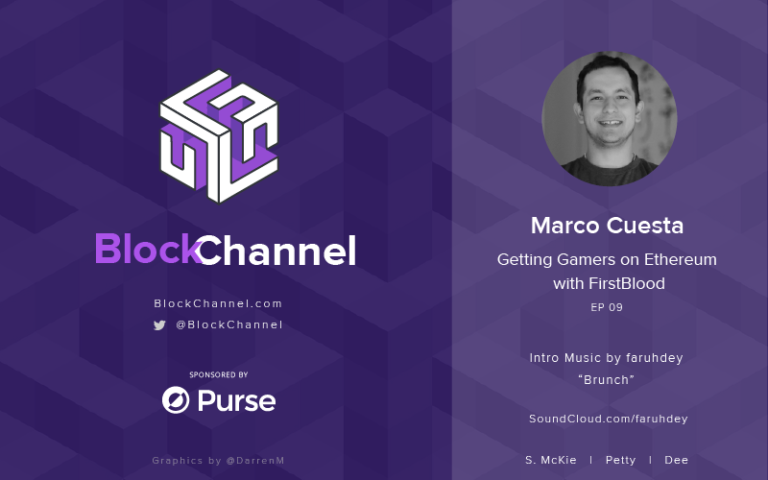 BlockChannel
BlockChannel.com
@BlockChannel
SPONSORED BY
Purse
Graphics by @DarrenM
Marco Cuesta
Getting Gamers on Ethereum
with FirstBlood
EP 09
Intro Music by faruhdey
“Brunch”
SoundCloud.com/faruhdey
S. McKie | Petty | Dee